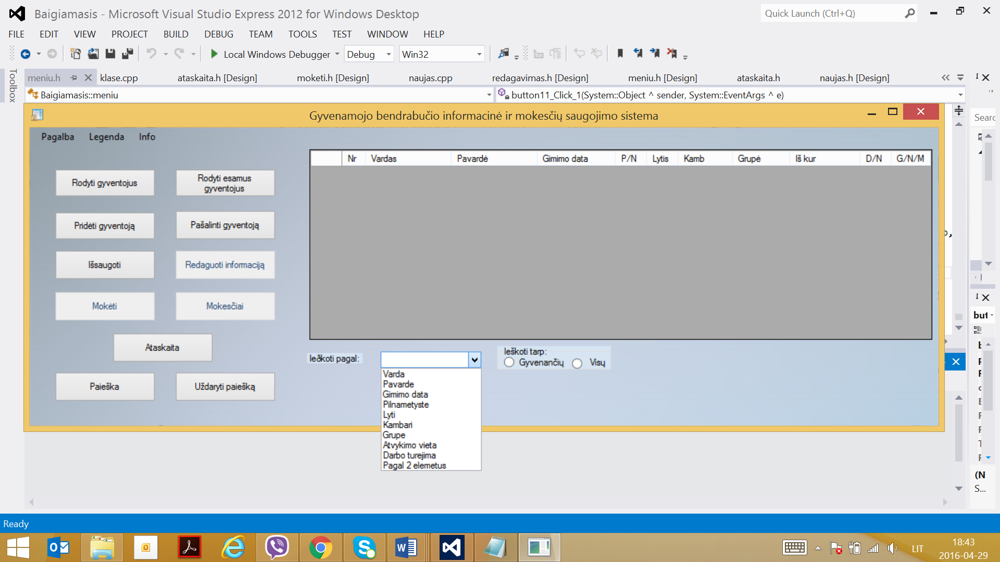 Baigiamasis - Microsoft Visual Studio Express 2012 for Windows Desktop
Quick Launch (Ctrl+Q)
FILE EDIT VIEW PROJECT BUILD DEBUG TEAM TOOLS TEST WINDOW HELP
Local Windows Debugger Debug Win32
Toolbox
meniu.h klase.cpp ataskaita.h [Design] moketi.h [Design] naujas.cpp redagavimas.h [Design] meniu.h [Design] ataskaita.h naujas.h [Design]
Baigiamasis::meniu button11_Click_1(System::Object ^ sender, System::EventArgs ^ e)
Gyvenamojo bendrabučio informacinė ir mokesčių saugojimo sistema
Searc
Pagalba Legenda Info
Nr Vardas Pavardė Gimimo data P/N Lytis Kamb Grupė Iš kur D/N G/N/M
Rodyti gyventojus
Rodyti esamus
gyventojus
Pridėti gyventoją
Pašalinti gyventoją
Išsaugoti
Redaguoti informaciją
Mokėti
Mokesčiai
Ataskaita
Paieška
Uždaryti paiešką
Ieðkoti pagal:
Ieškoti tarp:
Gyvenančių Visų
Varda
Pavarde
Gimimo data
Pilnametyste
Lyti
Kambari
Grupe
Atvykimo vieta
Darbo turejima
Pagal 2 elemetus
but
(N
S...
Ready
LIT
18:43
2016-04-29